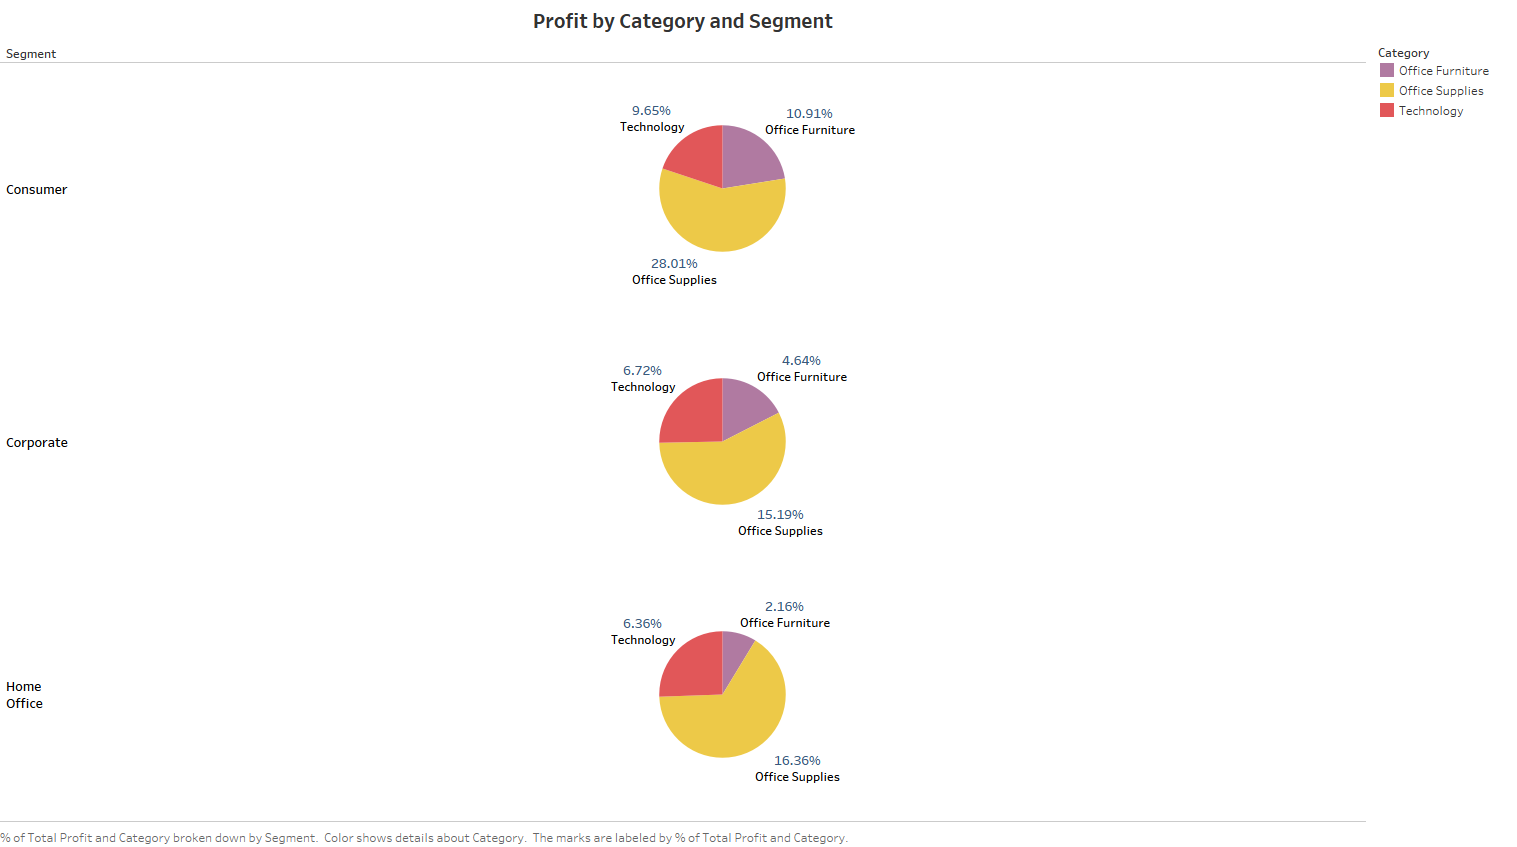 Profit by Category and Segment
Segment
Category
Office Furniture
Office Supplies
Technology
Consumer
9.65%
Technology
10.91%
Office Furniture
28.01%
Office Supplies
Corporate
6.72%
Technology
4.64%
Office Furniture
15.19%
Office Supplies
Home
Office
6.36%
Technology
2.16%
Office Furniture
16.36%
Office Supplies
% of Total Profit and Category broken down by Segment.  Color shows details about Category.  The marks are labeled by % of Total Profit and Category.